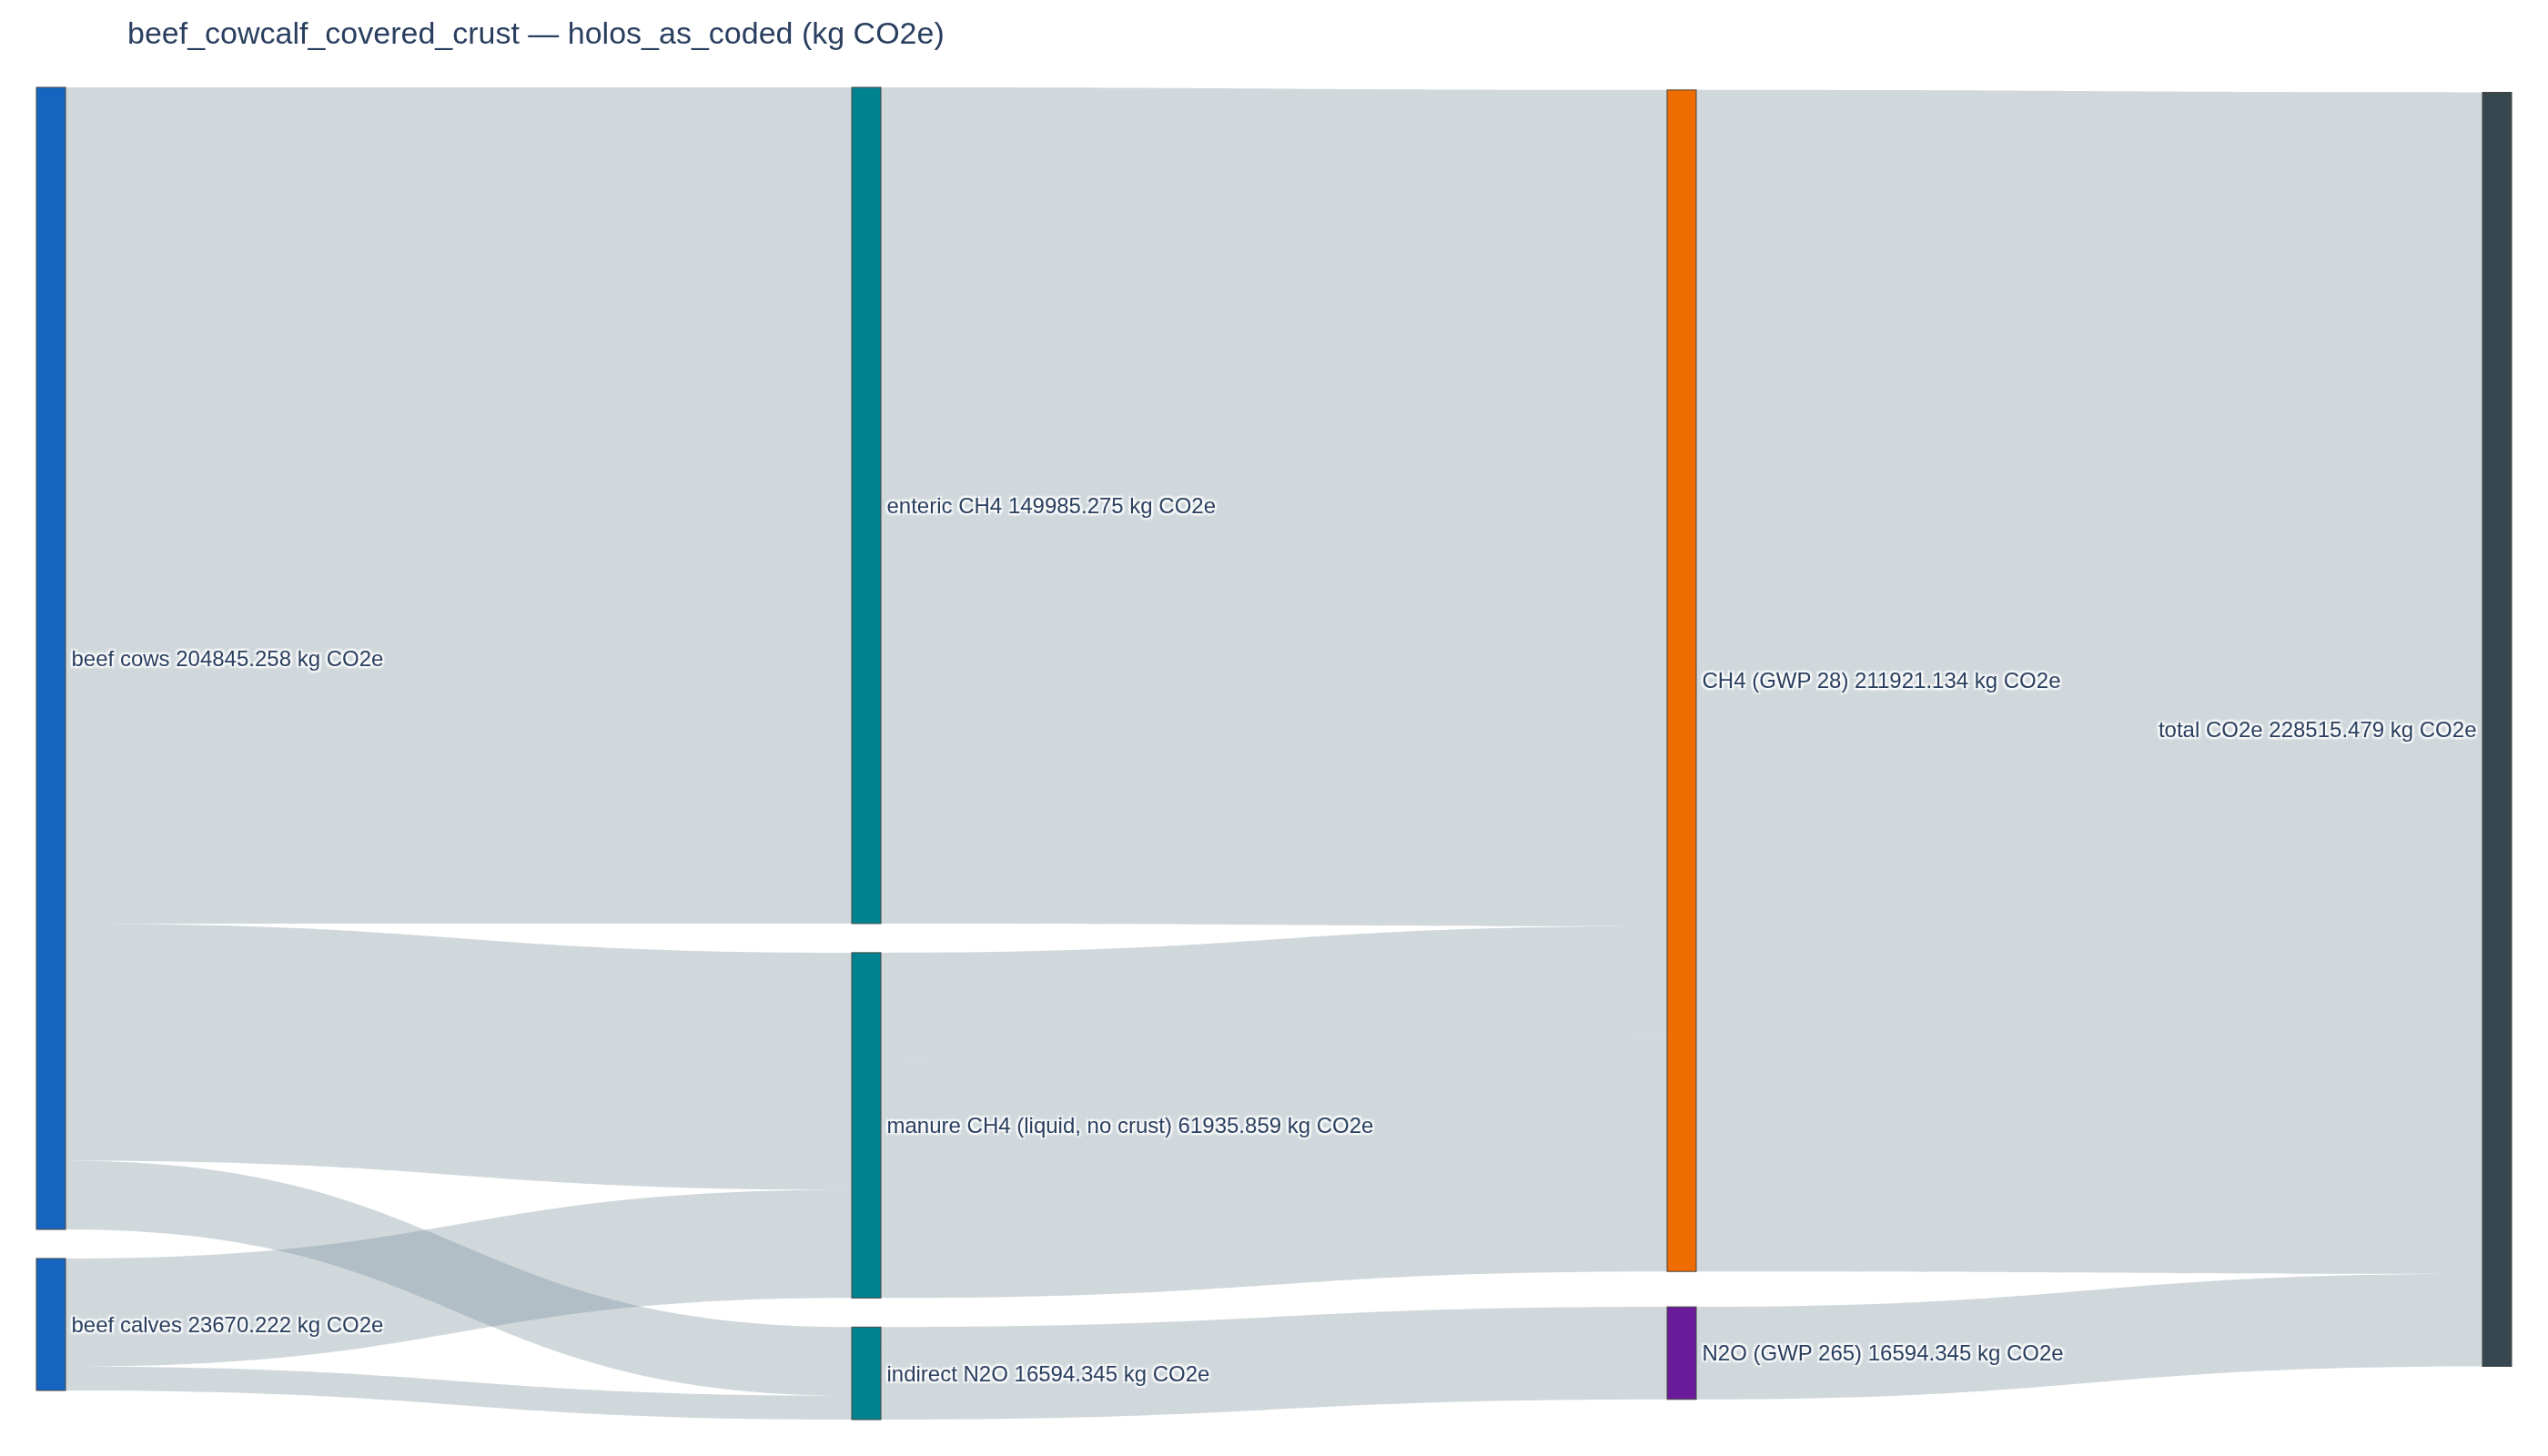 beef_cowcalf_covered_crust — holos_as_coded (kg CO2e)
enteric CH4 149985.275 kg CO2e
beef cows 204845.258 kg CO2e
CH4 (GWP 28) 211921.134 kg CO2e
total CO2e 228515.479 kg CO2e
manure CH4 (liquid, no crust) 61935.859 kg CO2e
beef calves 23670.222 kg CO2e
N2O (GWP 265) 16594.345 kg CO2e
indirect N2O 16594.345 kg CO2e